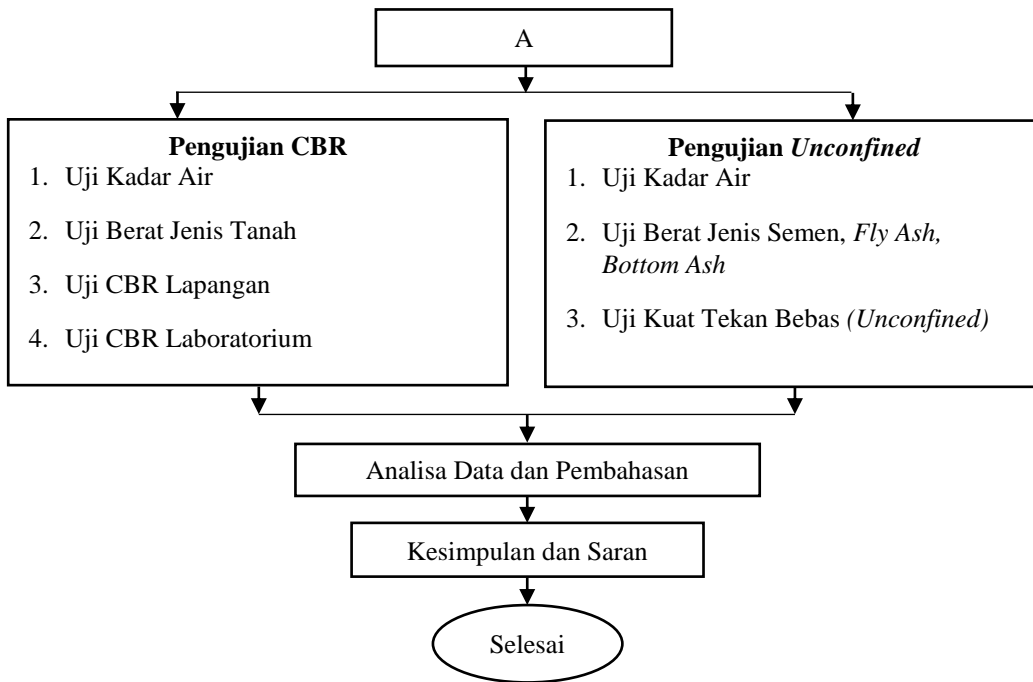 A
Pengujian CBR
1. Uji Kadar Air
2. Uji Berat Jenis Tanah
3. Uji CBR Lapangan
4. Uji CBR Laboratorium
Pengujian Unconfined
1. Uji Kadar Air
2. Uji Berat Jenis Semen, Fly Ash,
Bottom Ash
3. Uji Kuat Tekan Bebas (Unconfined)
Analisa Data dan Pembahasan
Kesimpulan dan Saran
Selesai